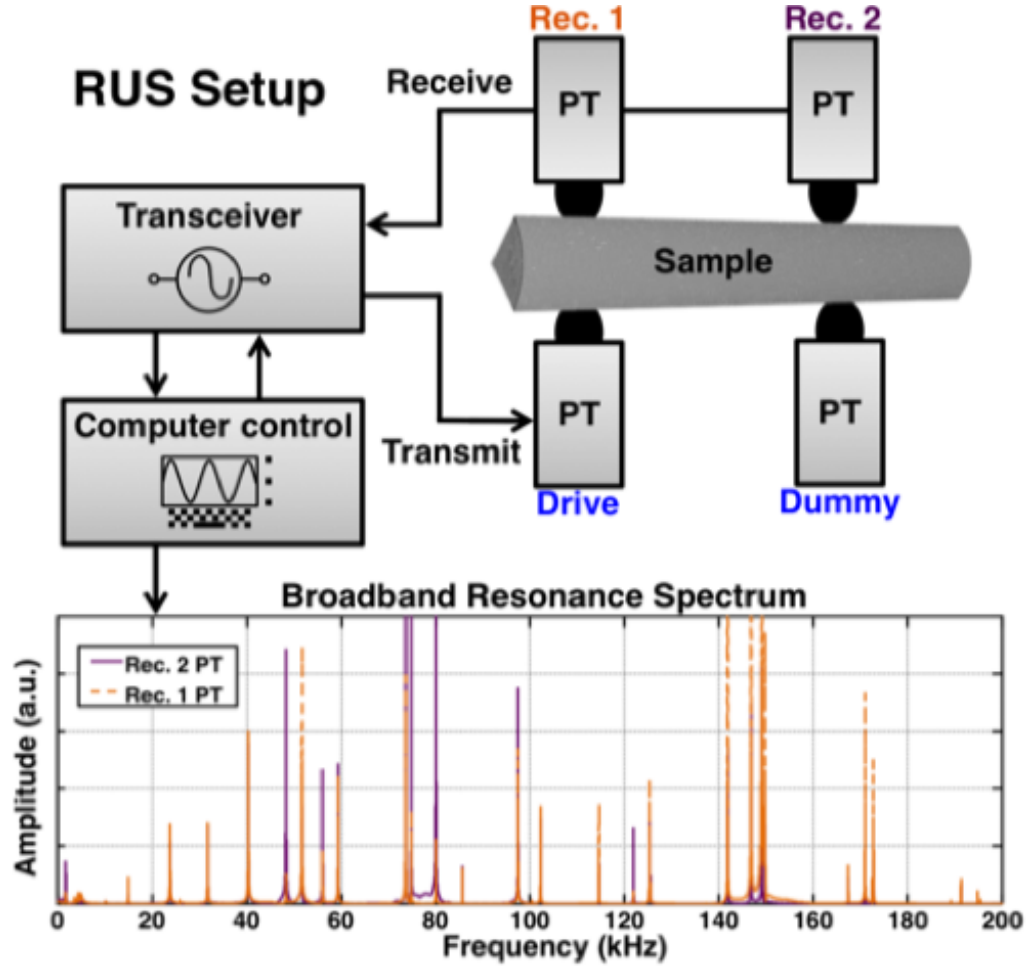 Rec. 1
Rec. 2
RUS Setup
Receive
PT
PT
Transceiver
Sample
Computer control
PT
PT
Transmit
Drive
Dummy
Broadband Resonance Spectrum
Rec. 2 PT
Rec. 1 PT
Amplitude (a.u.)
0 20 40 60 80 100 120 140 160 180 200
Frequency (kHz)